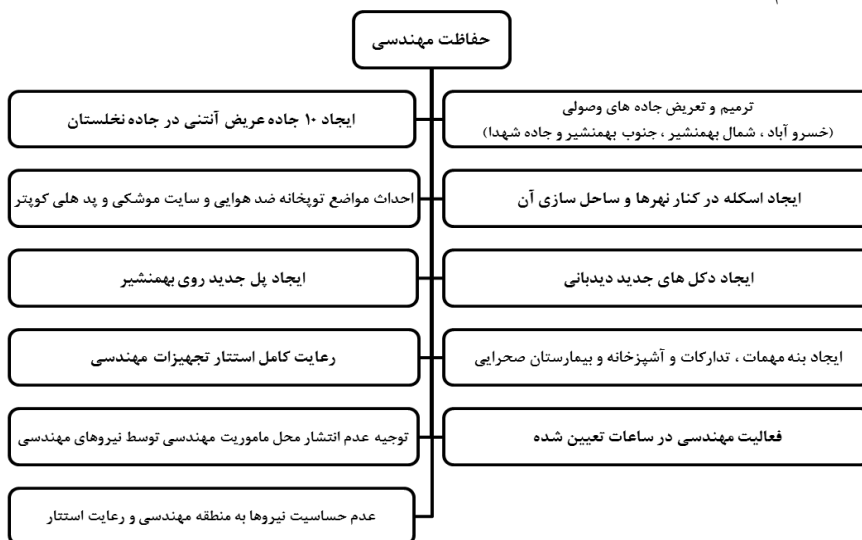 حفاظت مهندسی
ترمیم و تعریض جاده های وصولی
(خسرو آباد ، شمال بهمنشیر ، جنوب بهمنشیر و جاده شهدا)
ایجاد ۱۰ جاده عریض آنتنی در جاده نخلستان
ایجاد اسکله در کنار نهرها و ساحل سازی آن
احداث مواضع توپخانه ضد هوایی و سایت موشکی و پد هلی کوپتر
ایجاد دکل های جدید دیدبانی
ایجاد پل جدید روی بهمنشیر
ایجاد بنه مهمات ، تدارکات و آشپزخانه و بیمارستان صحرایی
رعایت کامل استتار تجهیزات مهندسی
فعالیت مهندسی در ساعات تعیین شده
توجیه عدم انتشار محل ماموریت مهندسی توسط نیروهای مهندسی
عدم حساسیت نیروها به منطقه مهندسی و رعایت استتار